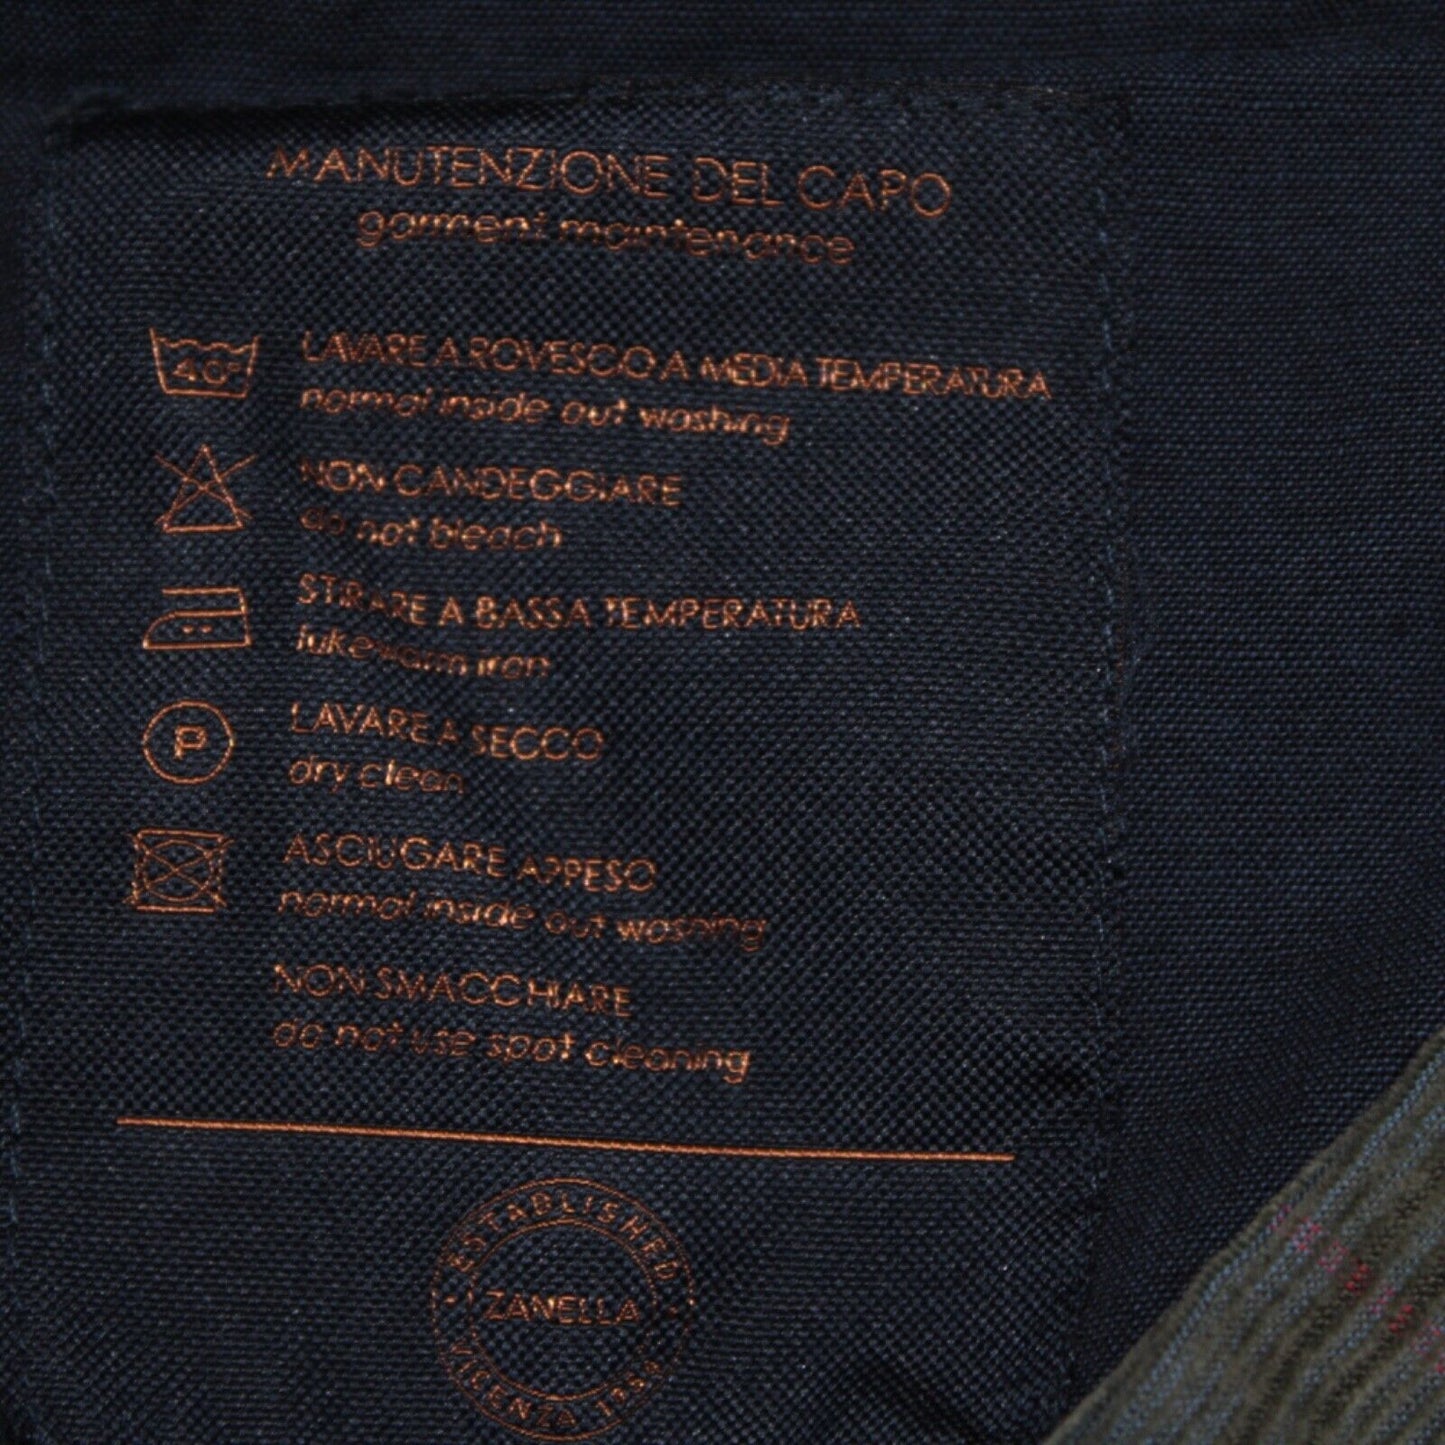 MANUTENZIONE DEL CAPO
garment maintenance
40°
LAVARE A ROVESCO A MEDIA TEMPERATURA
normal inside out washing
NON CANDEGGIARE
do not bleach
STIRARE A BASSA TEMPERATURA
lukewarm iron
P
LAVARE A SECCO
dry clean
ASCIUGARE APPESO
normal inside out washing
NON SMACCHIARE
do not use spot cleaning
ESTABLISHED
ZANELLA
VICENZA